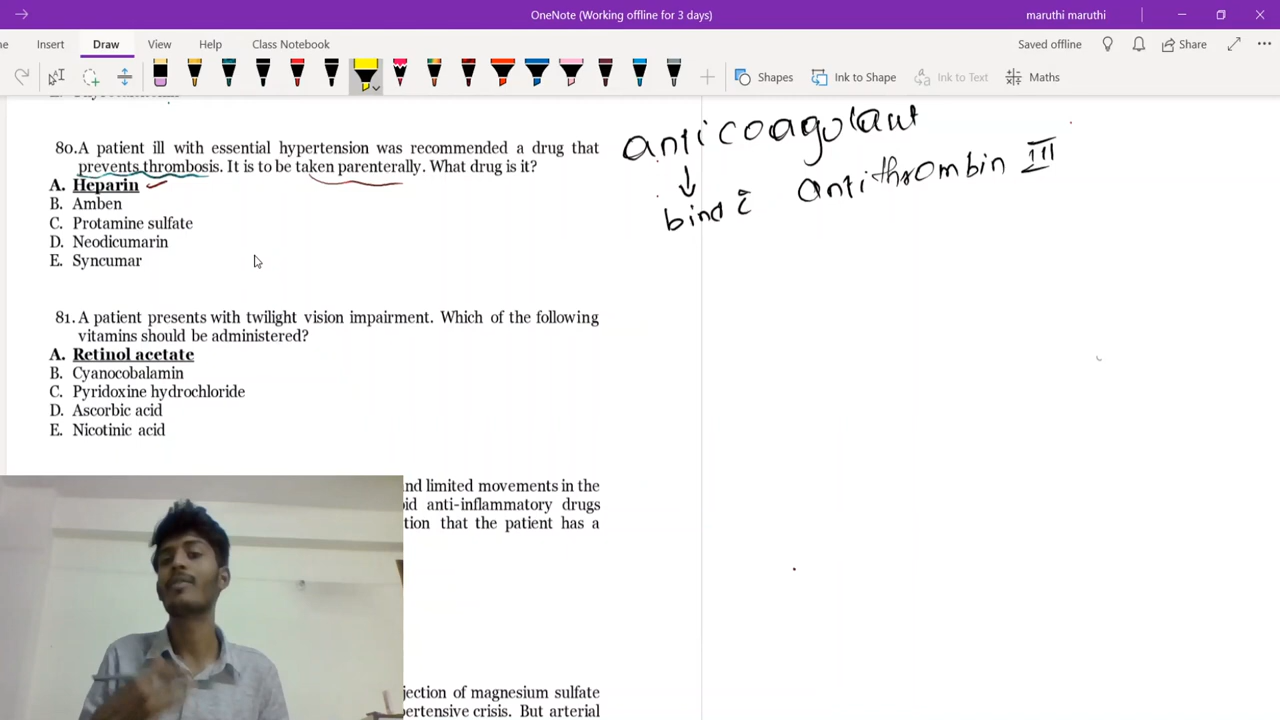 OneNote (Working offline for 3 days)
maruthi maruthi
Insert
Draw
View
Help
Class Notebook
Saved offline
Share
Shapes
Ink to Shape
Ink to Text
Maths
80.A patient ill with essential hypertension was recommended a drug that
prevents thrombosis. It is to be taken parenterally. What drug is it?
A. Heparin
B. Amben
C. Protamine sulfate
D. Neodicumarin
E. Syncumar
anticoagulant
bind c̄ antithrombin III
81. A patient presents with twilight vision impairment. Which of the following
vitamins should be administered?
A. Retinol acetate
B. Cyanocobalamin
C. Pyridoxine hydrochloride
D. Ascorbic acid
E. Nicotinic acid
nd limited movements in the
id anti-inflammatory drugs
tion that the patient has a
jection of magnesium sulfate
pertensive crisis. But arterial